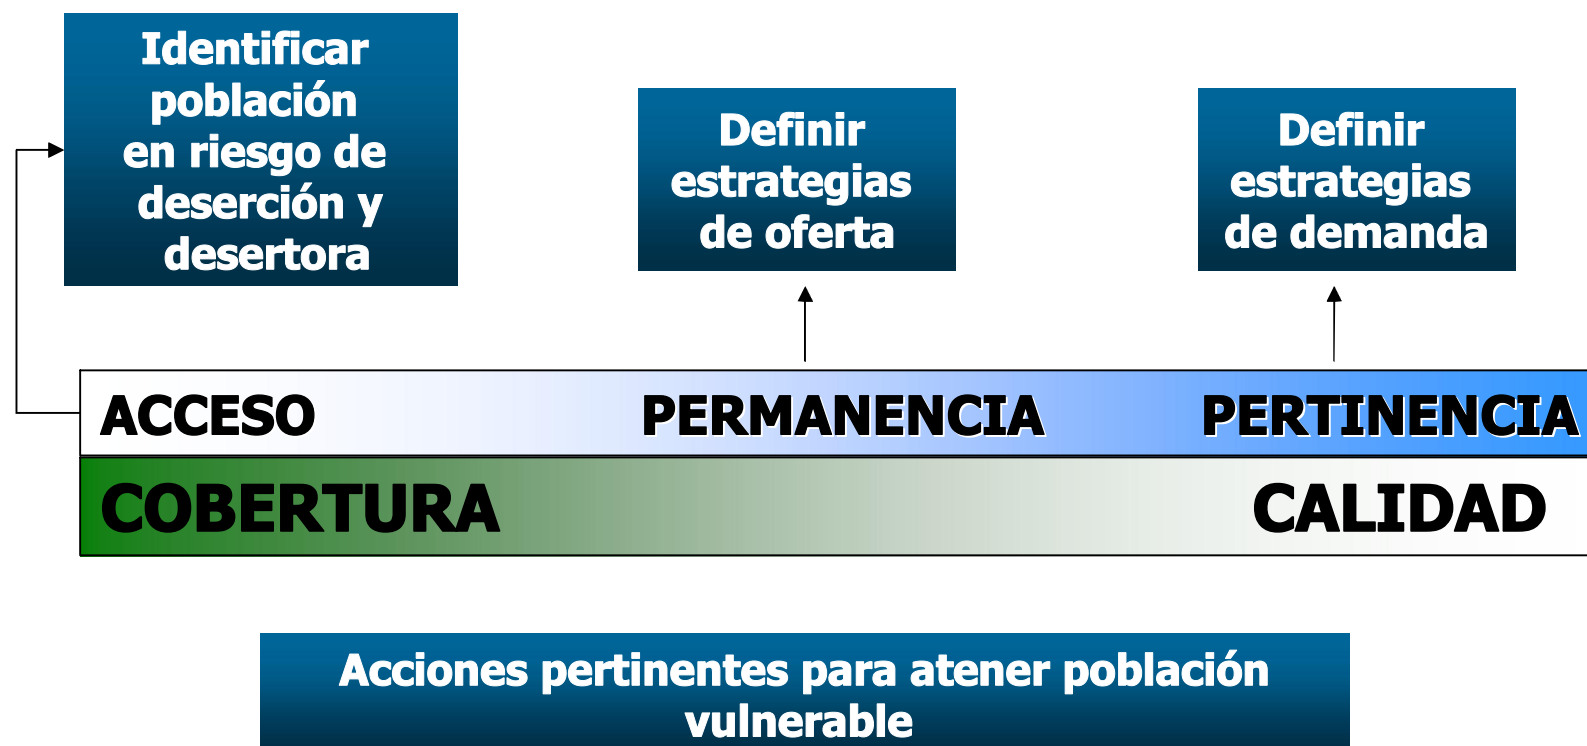 Identificar
población
en riesgo de
deserción y
desertora
Definir
estrategias
de oferta
Definir
estrategias
de demanda
ACCESO PERMANENCIA PERTINENCIA
COBERTURA CALIDAD
Acciones pertinentes para atener población
vulnerable